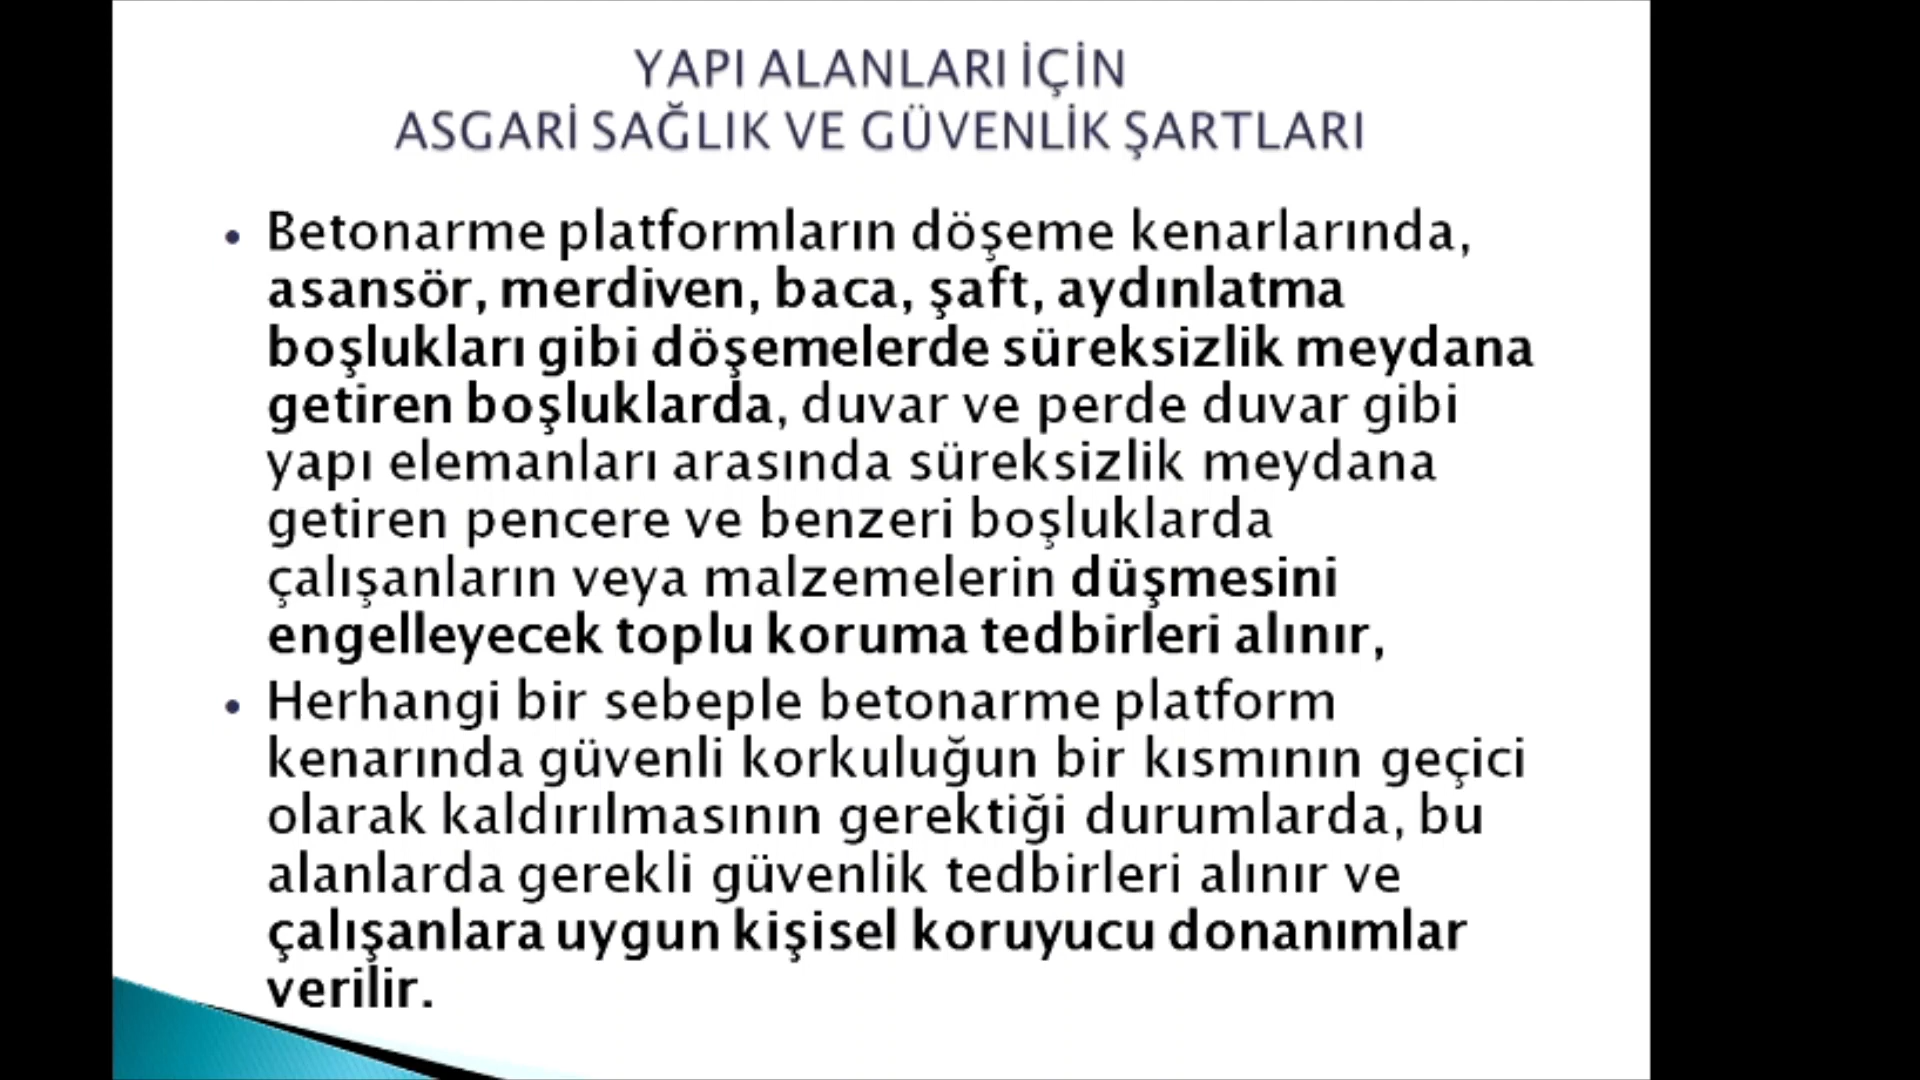 YAPI ALANLARI İÇİN
ASGARİ SAĞLIK VE GÜVENLİK ŞARTLARI
• Betonarme platformların döşeme kenarlarında,
asansör, merdiven, baca, şaft, aydınlatma
boşlukları gibi döşemelerde süreksizlik meydana
getiren boşluklarda, duvar ve perde duvar gibi
yapı elemanları arasında süreksizlik meydana
getiren pencere ve benzeri boşluklarda
çalışanların veya malzemelerin düşmesini
engelleyecek toplu koruma tedbirleri alınır,
• Herhangi bir sebeple betonarme platform
kenarında güvenli korkuluğun bir kısmının geçici
olarak kaldırılmasının gerektiği durumlarda, bu
alanlarda gerekli güvenlik tedbirleri alınır ve
çalışanlara uygun kişisel koruyucu donanımlar
verilir.